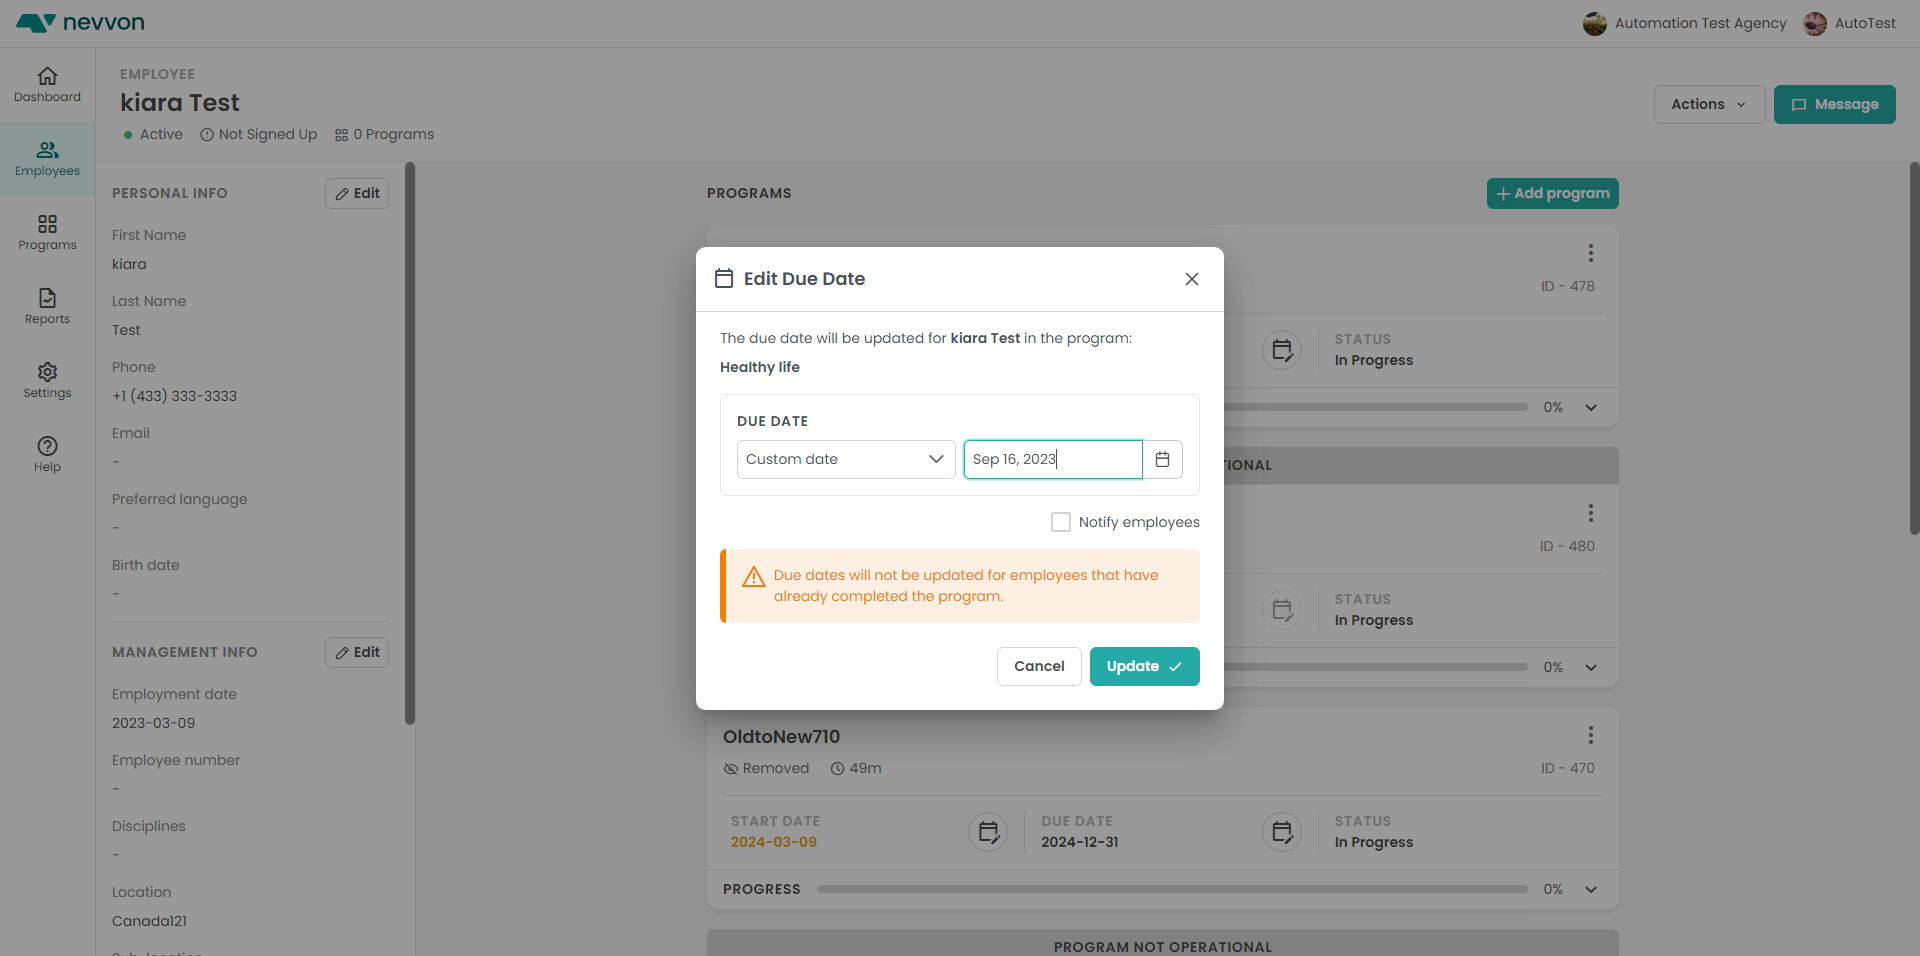 nevvon
Automation Test Agency
AutoTest
Dashboard
Employees
Programs
Reports
Settings
Help
EMPLOYEE
kiara Test
Active
Not Signed Up
0 Programs
Actions
Message
PERSONAL INFO
Edit
First Name
kiara
Last Name
Test
Phone
+1 (433) 333-3333
Email
-
Preferred language
-
Birth date
-
MANAGEMENT INFO
Edit
Employment date
2023-03-09
Employee number
-
Disciplines
-
Location
Canada121
PROGRAMS
Add program
ID - 478
STATUS
In Progress
0%
ID - 480
STATUS
In Progress
0%
Edit Due Date
The due date will be updated for kiara Test in the program:
Healthy life
DUE DATE
Custom date
Sep 16, 2023
Notify employees
Due dates will not be updated for employees that have
already completed the program.
Cancel
Update
OldtoNew710
Removed
49m
ID - 470
START DATE
2024-03-09
DUE DATE
2024-12-31
STATUS
In Progress
PROGRESS
0%
PROGRAM NOT OPERATIONAL